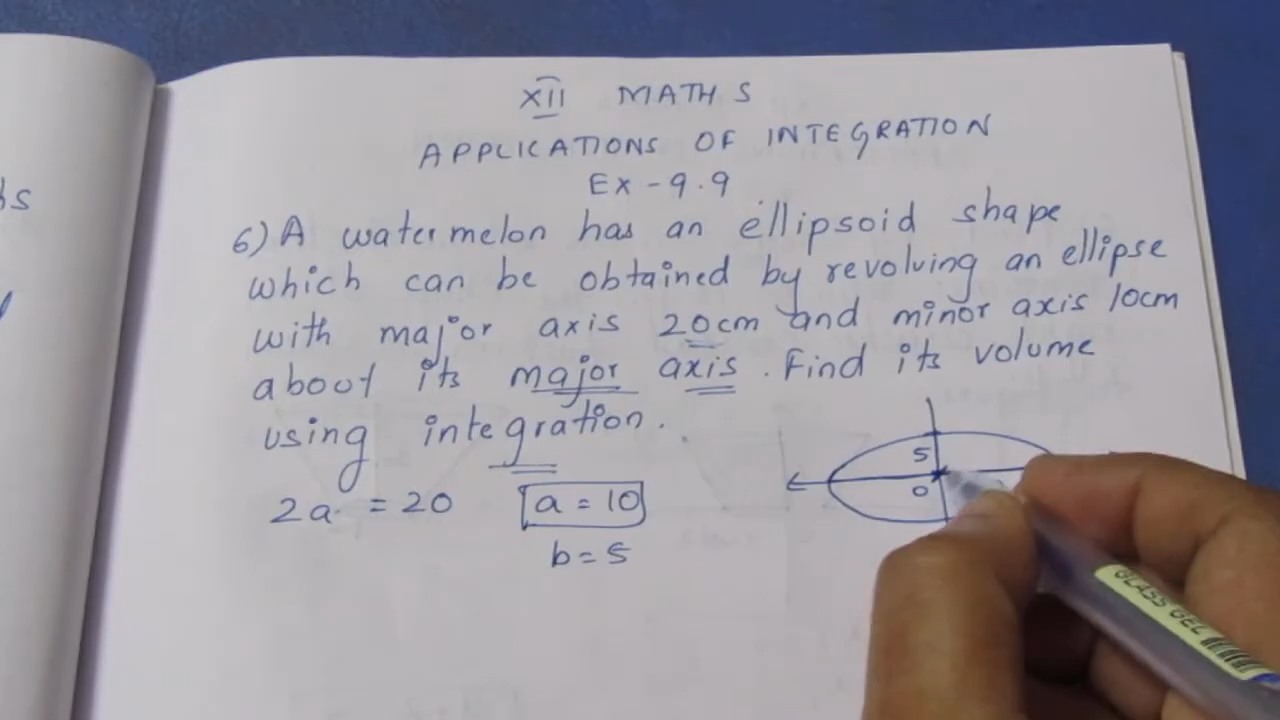 XII MATHS
APPLICATIONS OF INTEGRATION
Ex - 9.9
6) A watermelon has an ellipsoid shape
which can be obtained by revolving an ellipse
with major axis 20cm and minor axis 10cm
about its major axis. Find its volume
using integration.
2a = 20 a = 10
b = 5
5
0
GLASS GEL